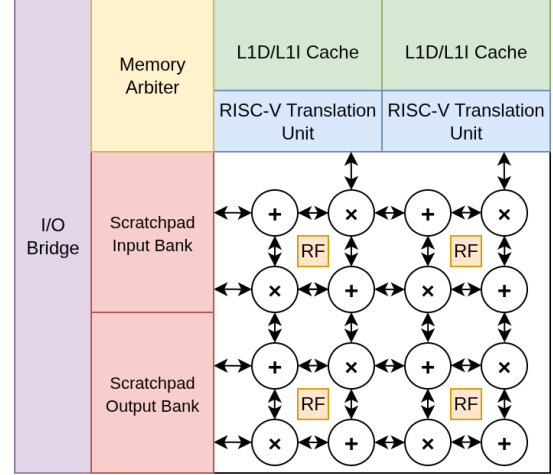 I/O
Bridge
Memory
Arbiter
L1D/L1I Cache
L1D/L1I Cache
RISC-V Translation
Unit
RISC-V Translation
Unit
Scratchpad
Input Bank
Scratchpad
Output Bank
+ × + ×
RF RF
× + × +
+ × + ×
RF RF
× + × +